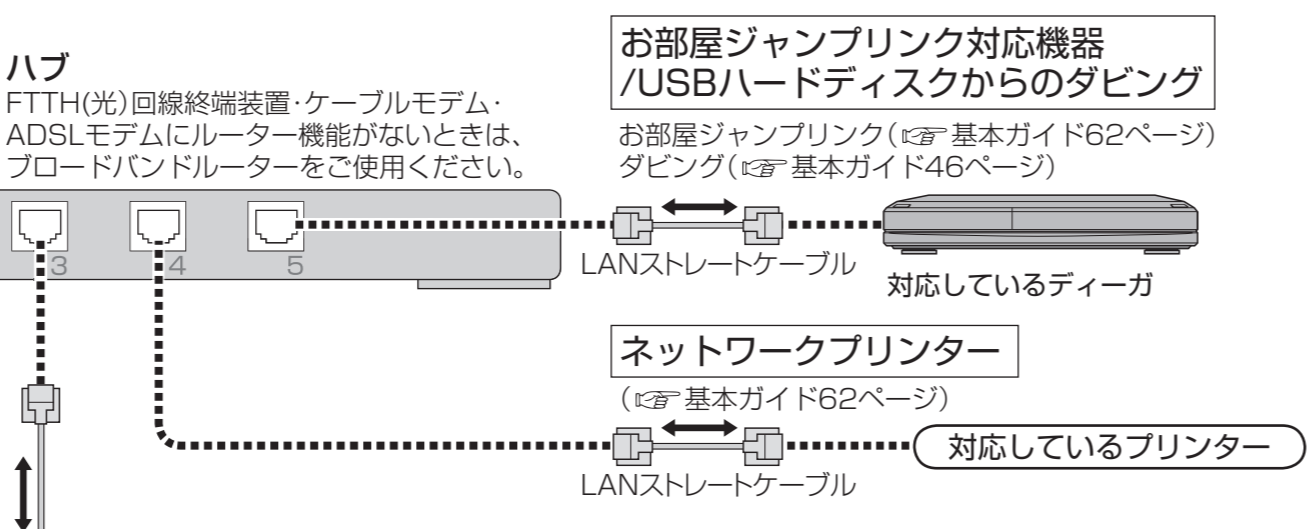 ハブ
FTTH(光)回線終端装置・ケーブルモデム・
ADSLモデムにルーター機能がないときは、
ブロードバンドルーターをご使用ください。
3
4
5
お部屋ジャンプリンク対応機器
/USBハードディスクからのダビング
お部屋ジャンプリンク(☞基本ガイド62ページ)
ダビング(☞基本ガイド46ページ)
LANストレートケーブル
対応しているディーガ
ネットワークプリンター
(☞基本ガイド62ページ)
LANストレートケーブル
対応しているプリンター